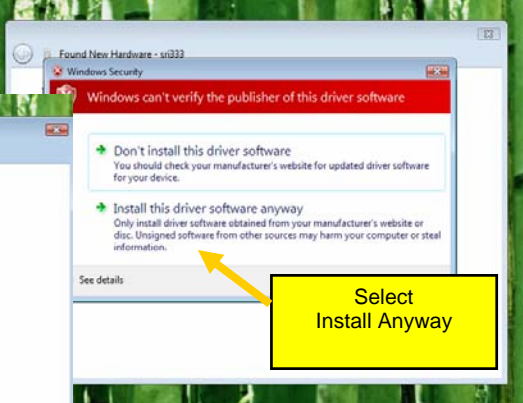 Found New Hardware - sri333
Windows Security
Windows can't verify the publisher of this driver software
Don't install this driver software
You should check your manufacturer's website for updated driver software
for your device.
Install this driver software anyway
Only install driver software obtained from your manufacturer's website or
disc. Unsigned software from other sources may harm your computer or steal
information.
See details
Select
Install Anyway